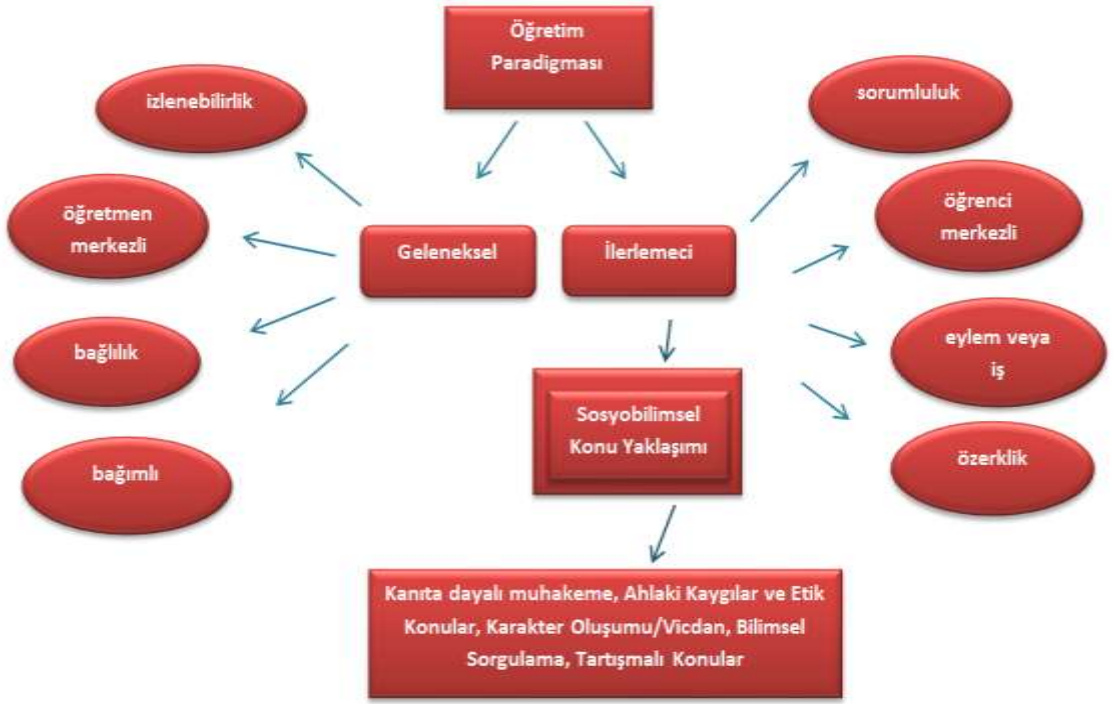 Öğretim
Paradigması
izlenebilirlik
sorumluluk
öğretmen
merkezli
öğrenci
merkezli
Geleneksel
İlerlemeci
bağlılık
eylem veya
iş
Sosyobilimsel
Konu Yaklaşımı
bağımlı
özerklik
Kanıta dayalı muhakeme, Ahlaki Kaygılar ve Etik
Konular, Karakter Oluşumu/Vicdan, Bilimsel
Sorgulama, Tartışmalı Konular